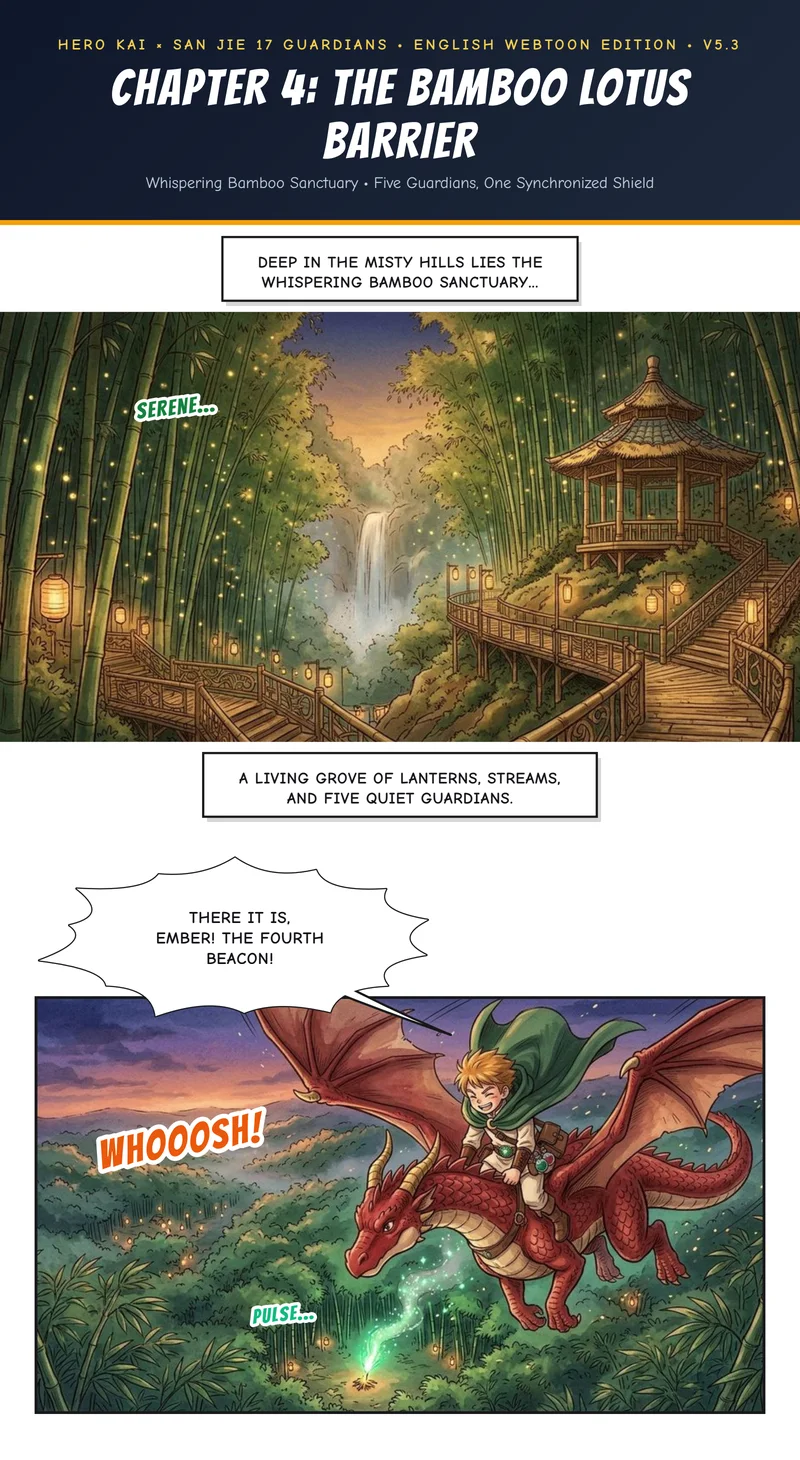 HERO KAI × SAN JIE 17 GUARDIANS • ENGLISH WEBTOON EDITION • V5.3
CHAPTER 4: THE BAMBOO LOTUS
BARRIER
Whispering Bamboo Sanctuary • Five Guardians, One Synchronized Shield
DEEP IN THE MISTY HILLS LIES THE
WHISPERING BAMBOO SANCTUARY...
SERENE...
A LIVING GROVE OF LANTERNS, STREAMS,
AND FIVE QUIET GUARDIANS.
THERE IT IS,
EMBER! THE FOURTH
BEACON!
WHOOOSH!
PULSE...